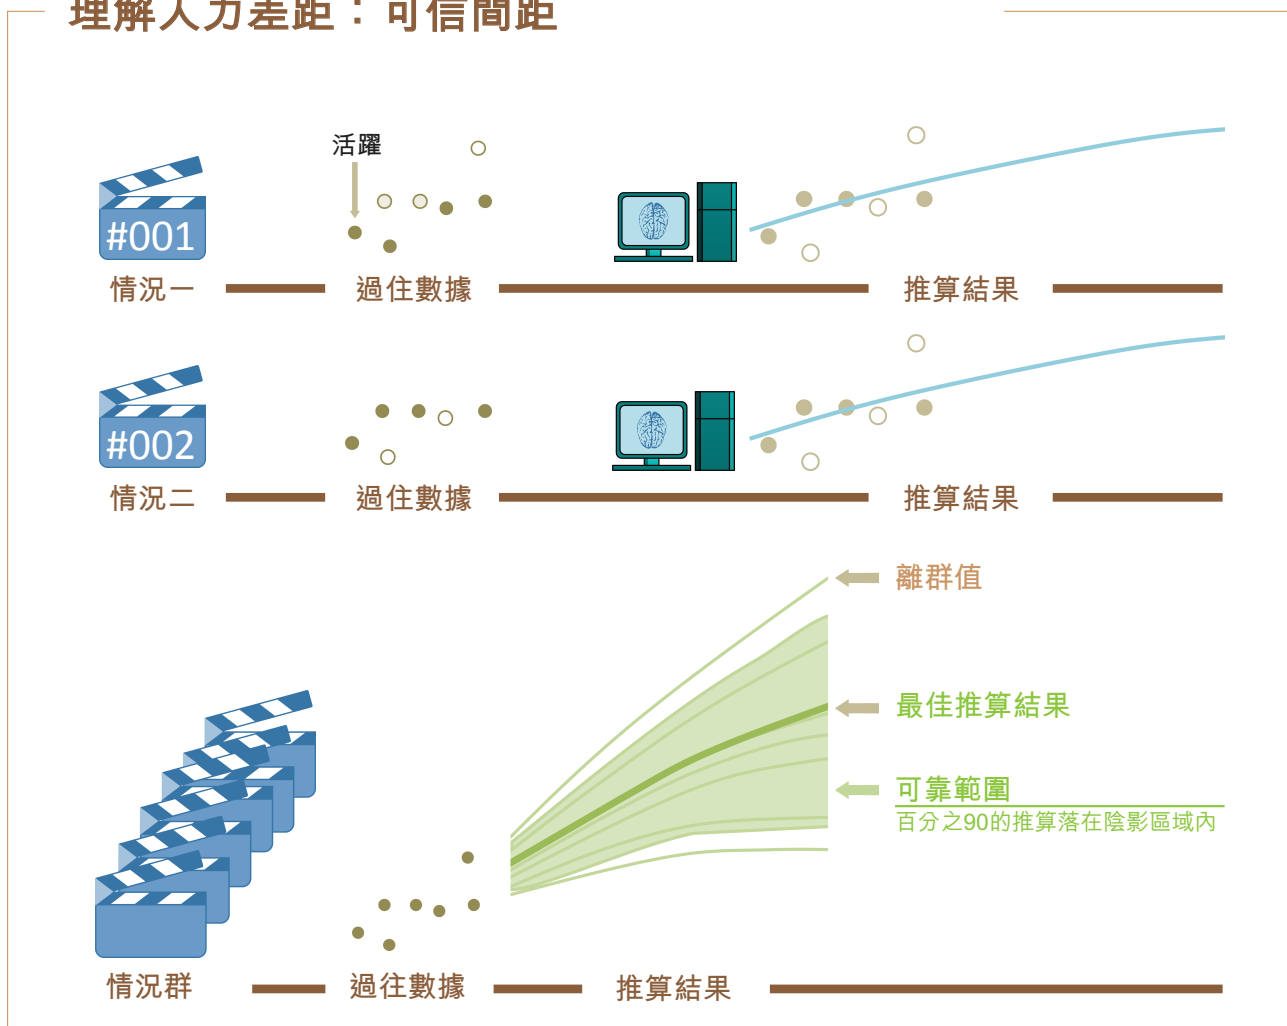 理解人力差距：可信間距
活躍
#001
情況一
過住數據
推算結果
#002
情況二
過住數據
推算結果
離群值
最佳推算結果
可靠範圍
百分之90的推算落在陰影區域內
情況群
過往數據
推算結果